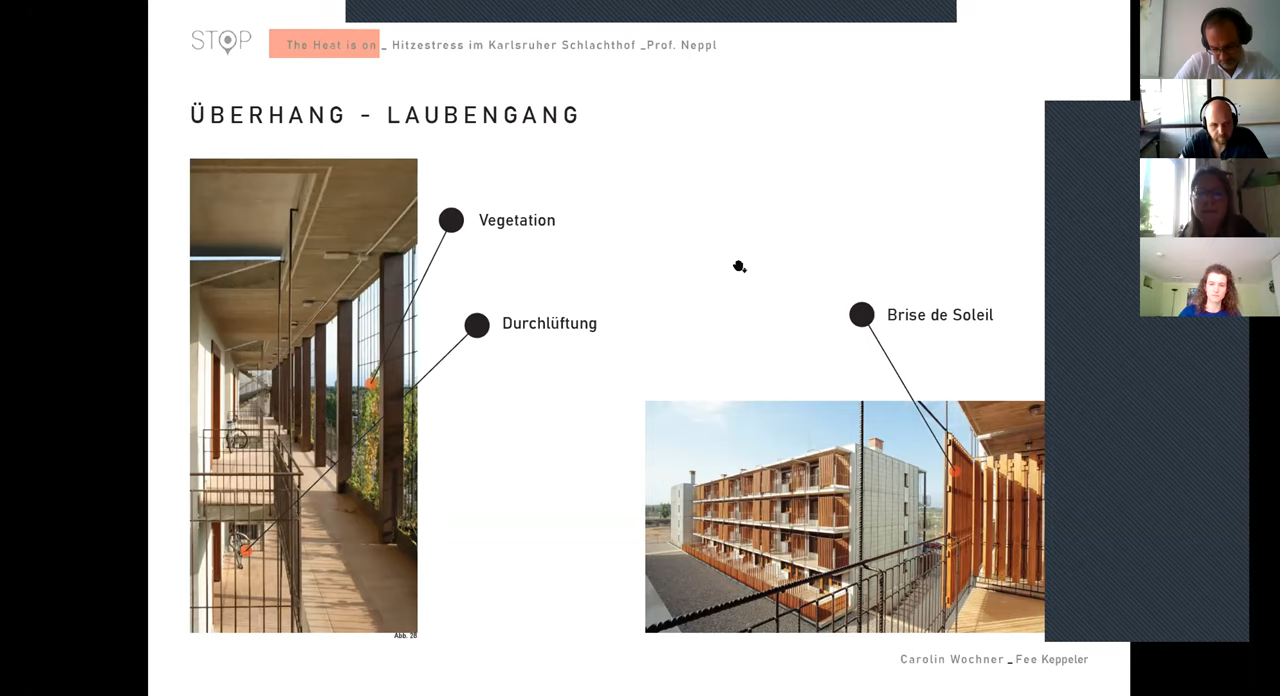 STOP
The Heat is on _ Hitzestress im Karlsruher Schlachthof _Prof. Neppl
ÜBERHANG - LAUBENGANG
Vegetation
Durchlüftung
Brise de Soleil
Abb. 28
Carolin Wochner _ Fee Keppeler